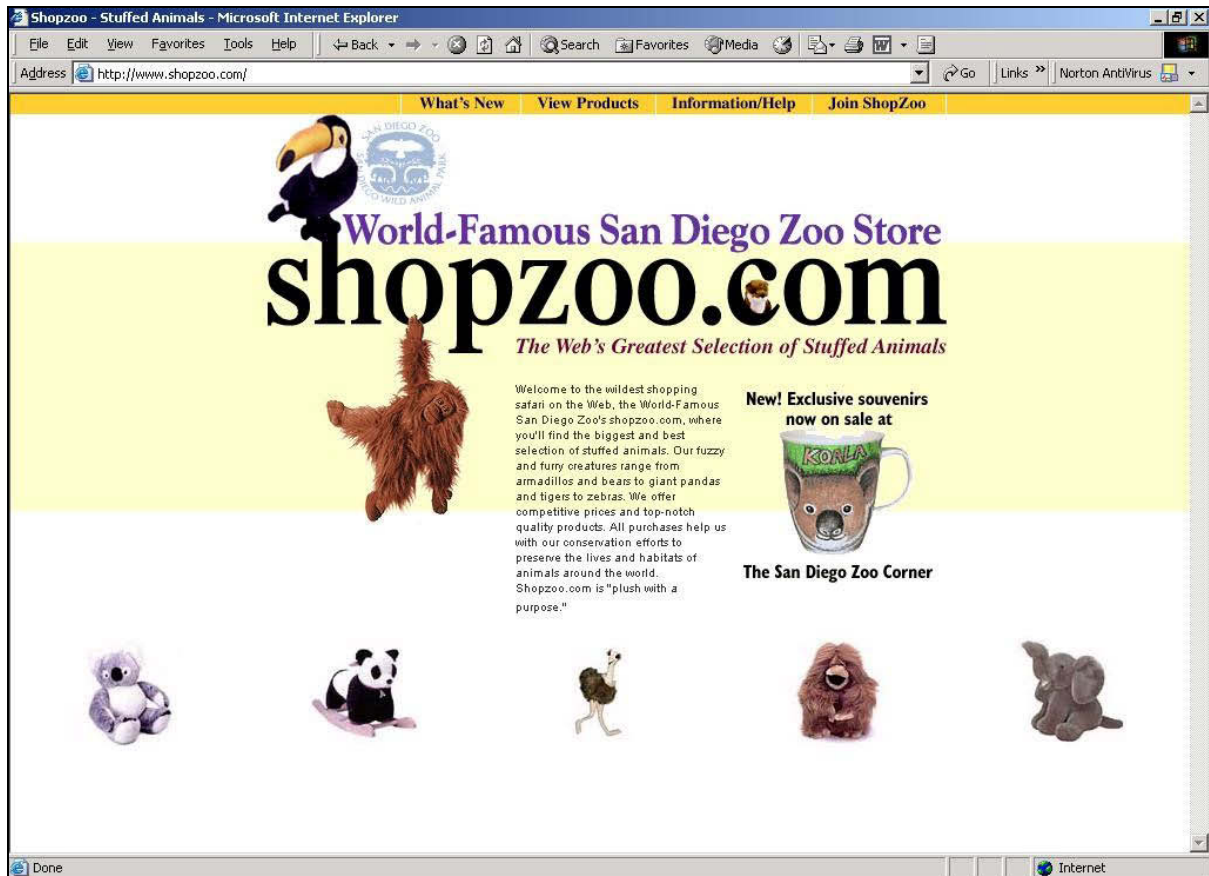 Shopzoo - Stuffed Animals - Microsoft Internet Explorer
File Edit View Favorites Tools Help Back Search Favorites Media
Address http://www.shopzoo.com/ Go Links » Norton AntiVirus
What's New View Products Information/Help Join ShopZoo
SAN DIEGO ZOO
SAN DIEGO WILD ANIMAL PARK
World-Famous San Diego Zoo Store
shopzoo.com
The Web's Greatest Selection of Stuffed Animals
Welcome to the wildest shopping
safari on the Web, the World-Famous
San Diego Zoo's shopzoo.com, where
you'll find the biggest and best
selection of stuffed animals. Our fuzzy
and furry creatures range from
armadillos and bears to giant pandas
and tigers to zebras. We offer
competitive prices and top-notch
quality products. All purchases help us
with our conservation efforts to
preserve the lives and habitats of
animals around the world.
Shopzoo.com is "plush with a
purpose."
New! Exclusive souvenirs
now on sale at
KOALA
The San Diego Zoo Corner
Done Internet